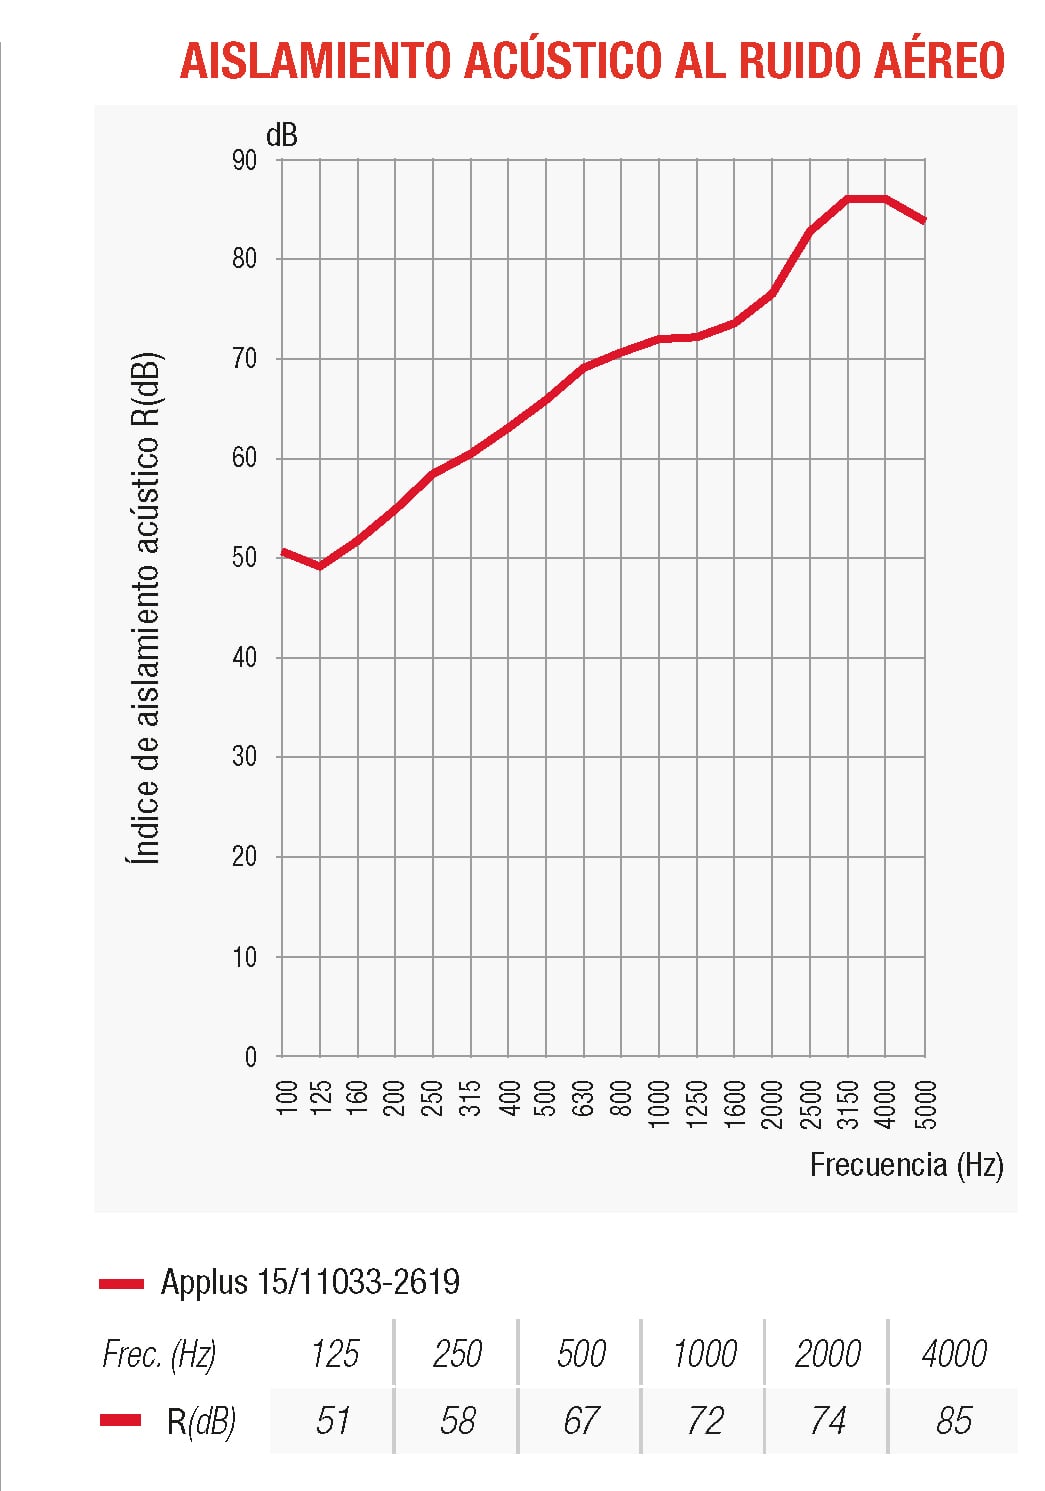 AISLAMIENTO ACÚSTICO AL RUIDO AÉREO
dB
90
80
70
60
50
40
30
20
10
0
Índice de aislamiento acústico R(dB)
100 125 160 200 250 315 400 500 630 800 1000 1250 1600 2000 2500 3150 4000 5000
Frecuencia (Hz)
Applus 15/11033-2619
Frec. (Hz) 125 250 500 1000 2000 4000
R(dB) 51 58 67 72 74 85